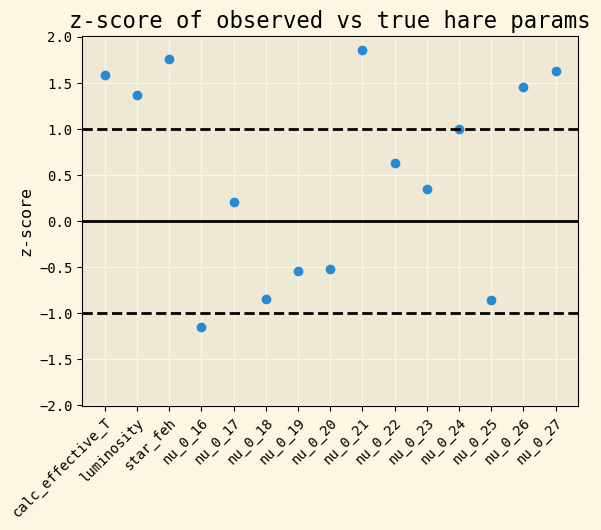 z-score of observed vs true hare params
z-score
2.0
1.5
1.0
0.5
0.0
−0.5
−1.0
−1.5
−2.0
calc_effective_T
luminosity
star_feh
nu_0_16
nu_0_17
nu_0_18
nu_0_19
nu_0_20
nu_0_21
nu_0_22
nu_0_23
nu_0_24
nu_0_25
nu_0_26
nu_0_27